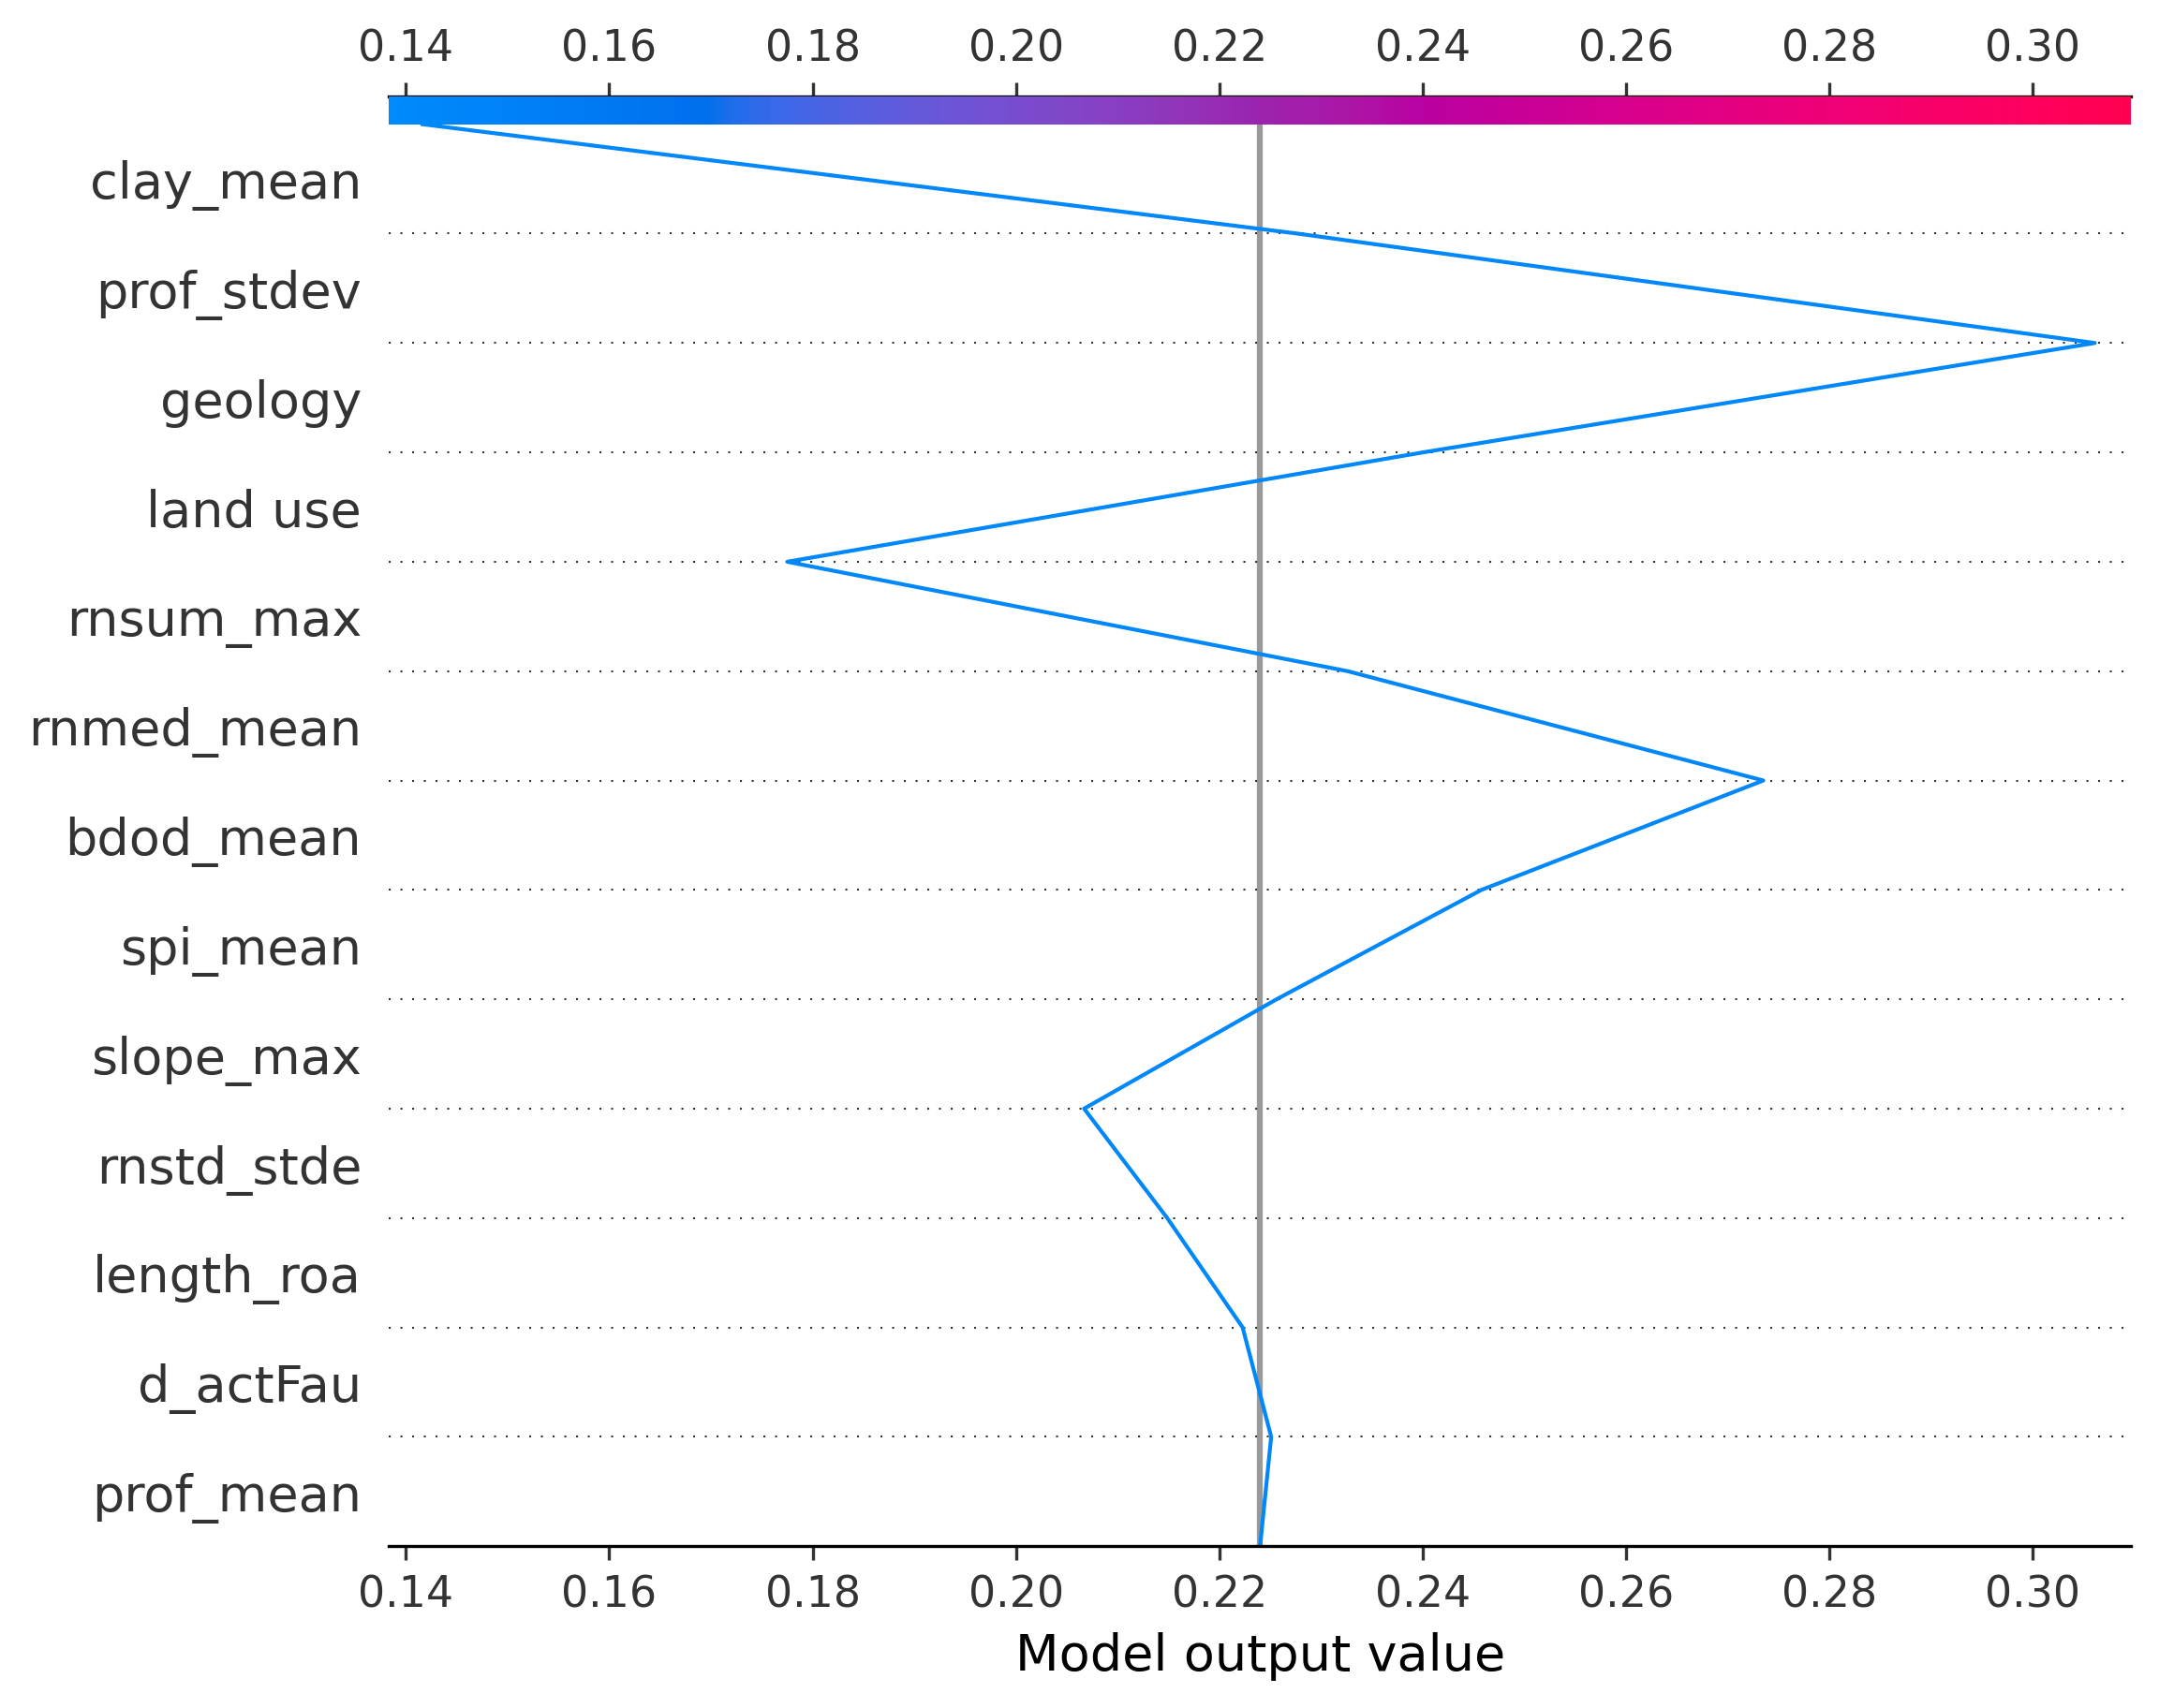 0.14 0.16 0.18 0.20 0.22 0.24 0.26 0.28 0.30
clay_mean
prof_stdev
geology
land use
rnsum_max
rnmed_mean
bdod_mean
spi_mean
slope_max
rnstd_stde
length_roa
d_actFau
prof_mean
0.14 0.16 0.18 0.20 0.22 0.24 0.26 0.28 0.30
Model output value